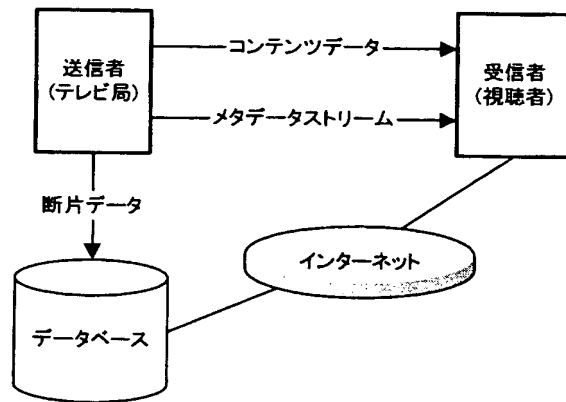 送信者
(テレビ局)
コンテンツデータ
メタデータストリーム
受信者
(視聴者)
断片データ
インターネット
データベース